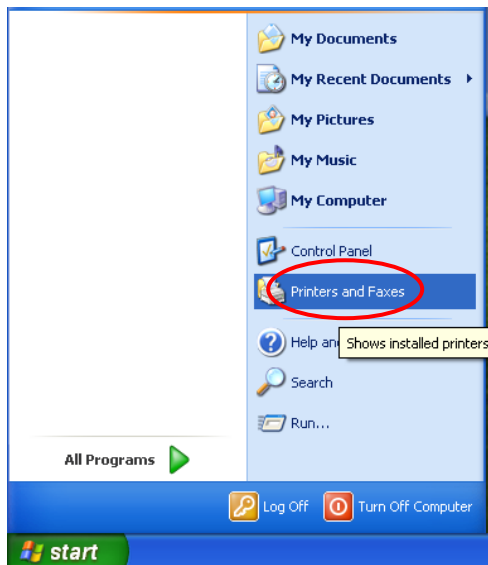 My Documents
My Recent Documents
My Pictures
My Music
My Computer
Control Panel
Printers and Faxes
Help an
Shows installed printers
Search
Run...
All Programs
Log Off
Turn Off Computer
start